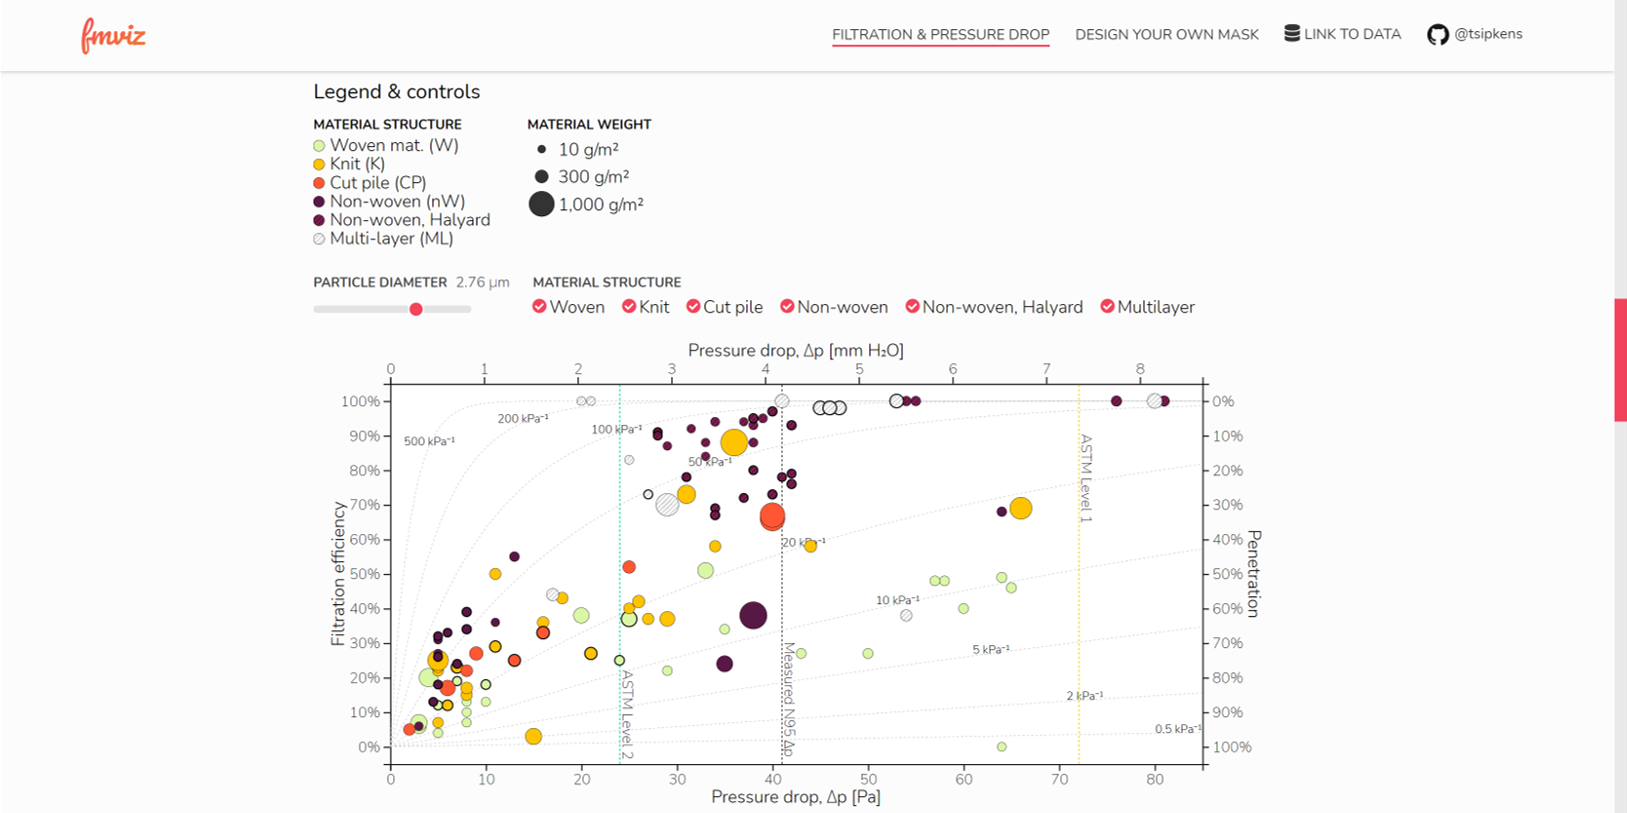 fmviz
FILTRATION & PRESSURE DROP DESIGN YOUR OWN MASK LINK TO DATA @tsipkens
Legend & controls
MATERIAL STRUCTURE MATERIAL WEIGHT
Woven mat. (W) 10 g/m²
Knit (K)
Cut pile (CP) 300 g/m²
Non-woven (nW) 1,000 g/m²
Non-woven, Halyard
Multi-layer (ML)
PARTICLE DIAMETER 2.76 µm MATERIAL STRUCTURE
Woven Knit Cut pile Non-woven Non-woven, Halyard Multilayer
Pressure drop, Δp [mm H₂O]
0 1 2 3 4 5 6 7 8
100% 0%
200 kPa⁻¹
100 kPa⁻¹
90% 500 kPa⁻¹ 10%
50 kPa⁻¹
80% 20%
ASTM Level 1
70% 30%
60% 20 kPa⁻¹ 40%
50% 50%
40% 10 kPa⁻¹ 60%
Filtration efficiency
Penetration
30% 5 kPa⁻¹ 70%
20% 80%
2 kPa⁻¹
10% 90%
0.5 kPa⁻¹
ASTM Level 2
Measured N95 Δp
0% 100%
0 10 20 30 40 50 60 70 80
Pressure drop, Δp [Pa]